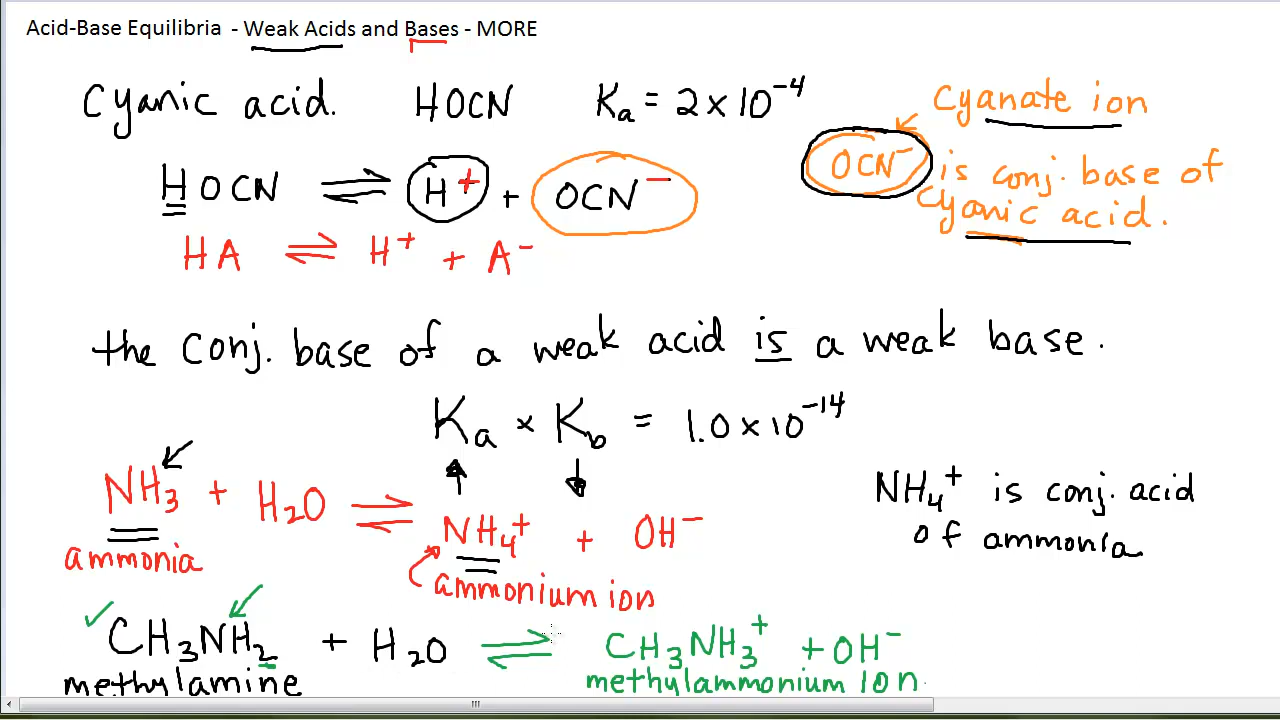 Acid-Base Equilibria - Weak Acids and Bases - MORE
Cyanic acid. HOCN Ka = 2 x 10⁻⁴
Cyanate ion
OCN⁻ is conj. base of
Cyanic acid.
HOCN ⇌ H⁺ + OCN⁻
HA ⇌ H⁺ + A⁻
the conj. base of a weak acid is a weak base.
Ka x Kb = 1.0 x 10⁻¹⁴
NH₃ + H₂O ⇌ NH₄⁺ + OH⁻
ammonia
ammonium ion
NH₄⁺ is conj. acid
of ammonia
✓ CH₃NH₂ + H₂O ⇌ CH₃NH₃⁺ + OH⁻
methylamine methylammonium ion